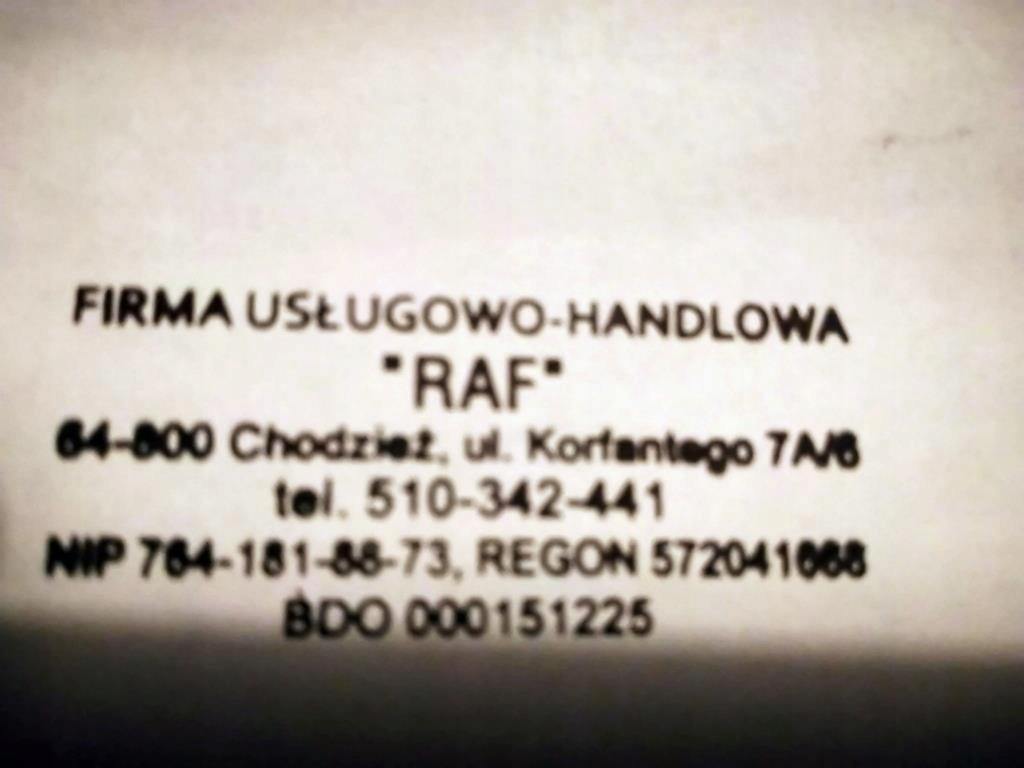 FIRMA USŁUGOWO-HANDLOWA
"RAF"
64-800 Chodzież, ul. Korfantego 7A/6
tel. 510-342-441
NIP 764-181-88-73, REGON 572041668
BDO 000151225